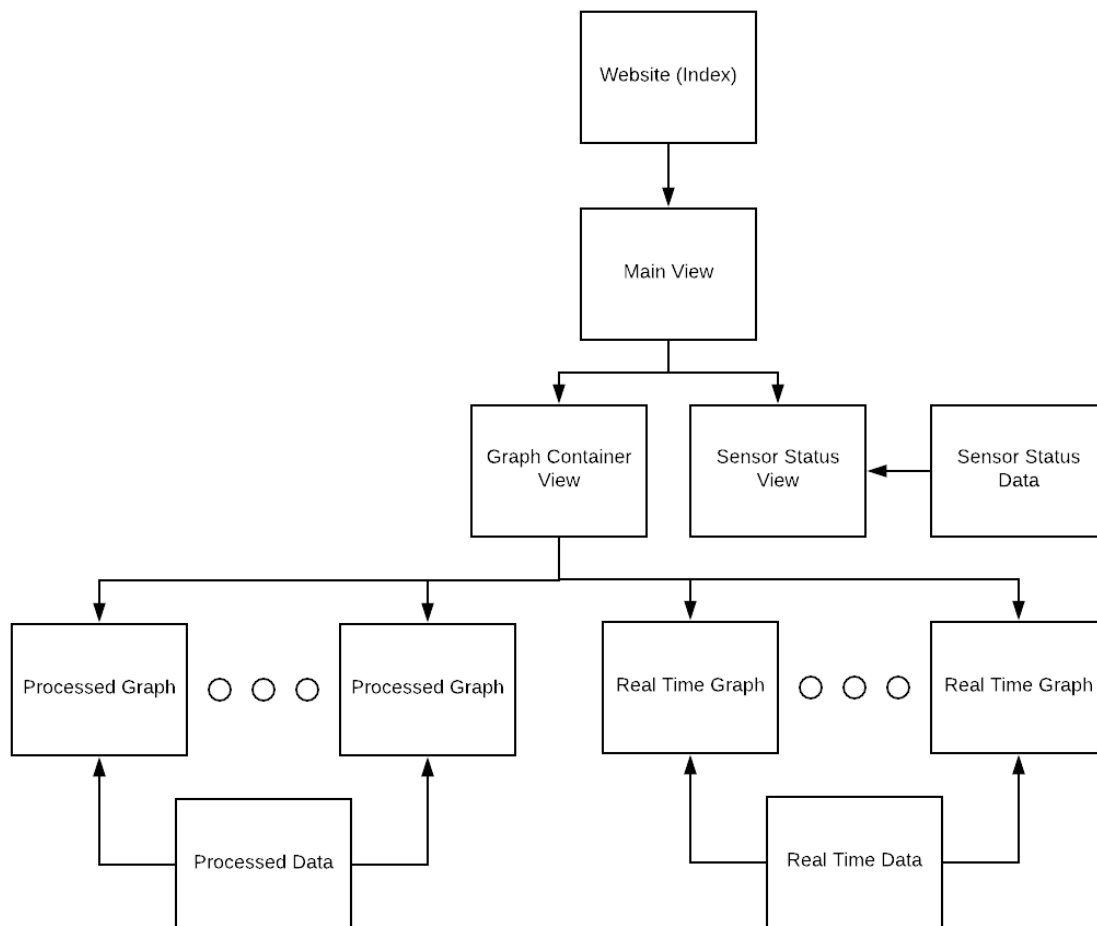 Website (Index)
Main View
Graph Container
View
Sensor Status
View
Sensor Status
Data
Processed Graph
Processed Graph
Real Time Graph
Real Time Graph
Processed Data
Real Time Data